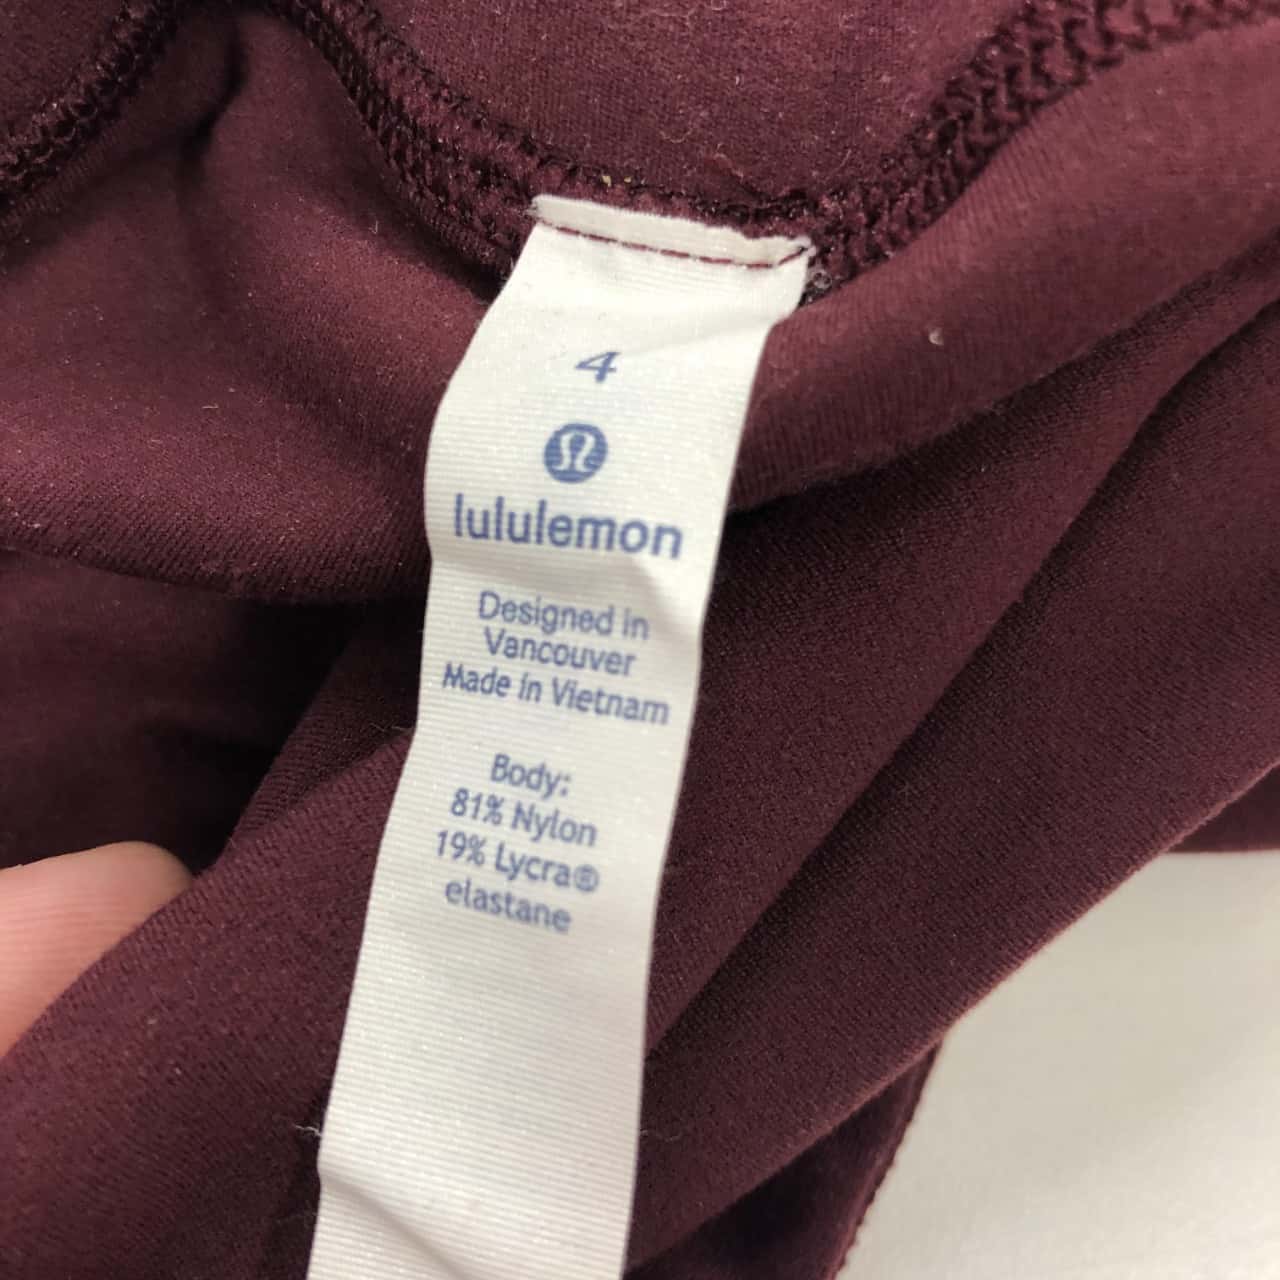 4
lululemon
Designed in
Vancouver
Made in Vietnam
Body:
81% Nylon
19% Lycra®
elastane